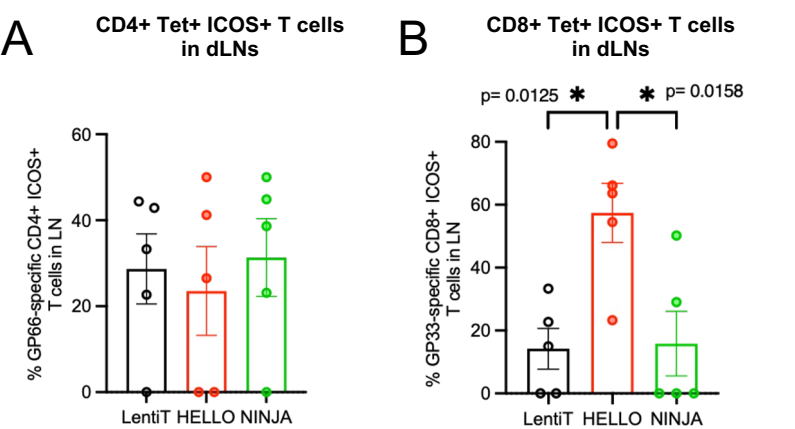 A
CD4+ Tet+ ICOS+ T cells
in dLNs
% GP66-specific CD4+ ICOS+
T cells in LN
60
40
20
0
LentiT HELLO NINJA
B
CD8+ Tet+ ICOS+ T cells
in dLNs
p= 0.0125 * * p= 0.0158
% GP33-specific CD8+ ICOS+
T cells in LN
80
60
40
20
0
LentiT HELLO NINJA